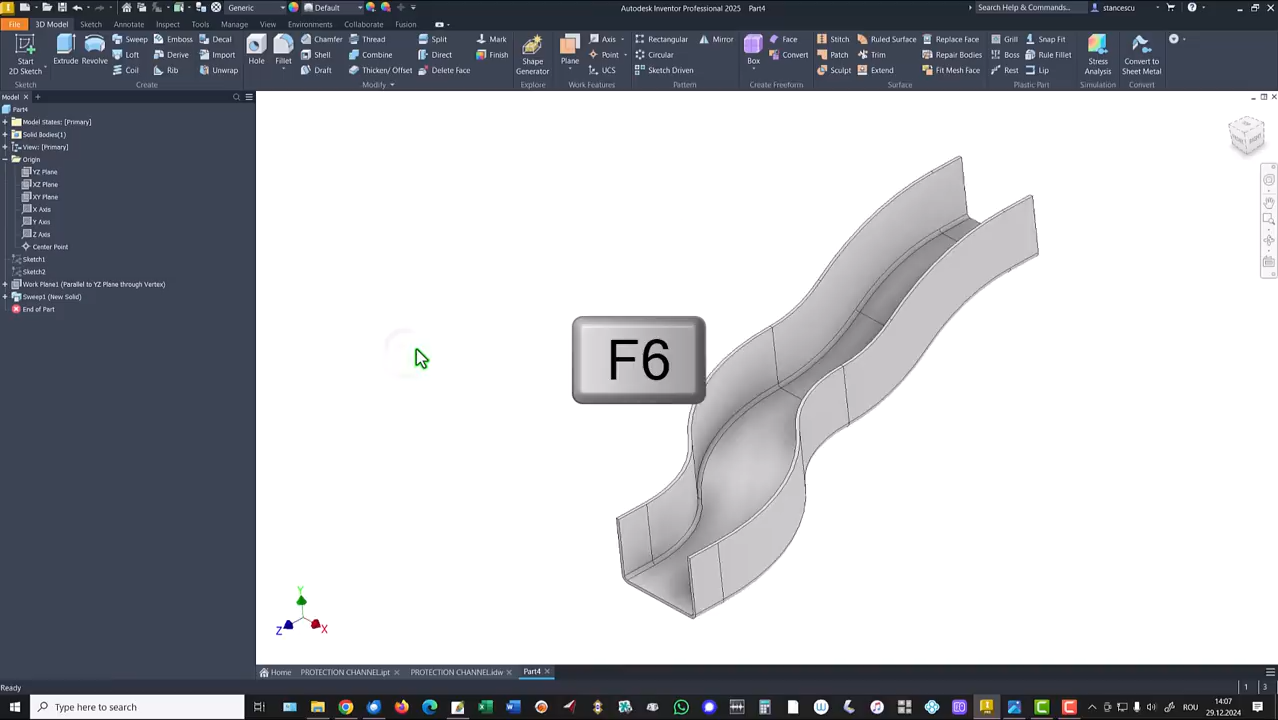 Generic
Default
Autodesk Inventor Professional 2025 Part4
Search Help & Commands...
stancescu
File
3D Model
Sketch
Annotate
Inspect
Tools
Manage
View
Environments
Collaborate
Fusion
Start
2D Sketch
Extrude
Revolve
Sweep
Loft
Coil
Emboss
Derive
Rib
Decal
Import
Unwrap
Hole
Fillet
Chamfer
Shell
Draft
Thread
Combine
Thicken/ Offset
Split
Direct
Delete Face
Mark
Finish
Shape
Generator
Plane
Axis
Point
UCS
Rectangular
Circular
Sketch Driven
Mirror
Box
Face
Convert
Stitch
Patch
Sculpt
Ruled Surface
Trim
Extend
Replace Face
Repair Bodies
Fit Mesh Face
Grill
Boss
Rest
Snap Fit
Rule Fillet
Lip
Stress
Analysis
Convert to
Sheet Metal
Sketch
Create
Modify
Explore
Work Features
Pattern
Create Freeform
Surface
Plastic Part
Simulation
Convert
Model
Part4
Model States: [Primary]
Solid Bodies(1)
View: [Primary]
Origin
YZ Plane
XZ Plane
XY Plane
X Axis
Y Axis
Z Axis
Center Point
Sketch1
Sketch2
Work Plane1 (Parallel to YZ Plane through Vertex)
Sweep1 (New Solid)
End of Part
F6
Y
Z
X
Home
PROTECTION CHANNEL.ipt
PROTECTION CHANNEL.idw
Part4
Ready
1
3
Type here to search
ROU
14:07
29.12.2024